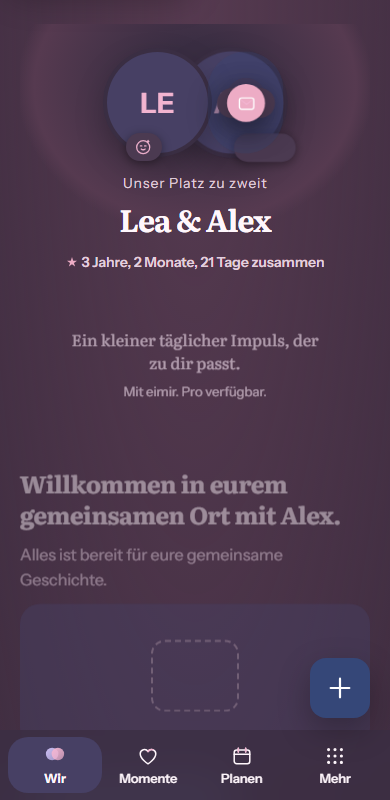 LE
Unser Platz zu zweit
Lea & Alex
★ 3 Jahre, 2 Monate, 21 Tage zusammen
Ein kleiner täglicher Impuls, der
zu dir passt.
Mit eimir. Pro verfügbar.
Willkommen in eurem
gemeinsamen Ort mit Alex.
Alles ist bereit für eure gemeinsame
Geschichte.
Wir
Momente
Planen
Mehr